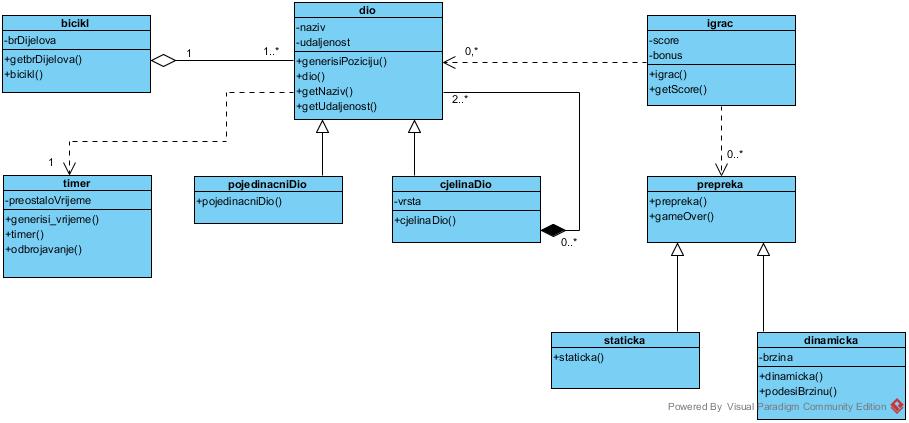 bicikl
-brDijelova
+getbrDijelova()
+bicikl()
1
1..*
dio
-naziv
-udaljenost
+generisiPoziciju()
+dio()
+getNaziv()
+getUdaljenost()
0,*
2..*
igrac
-score
-bonus
+igrac()
+getScore()
0..*
1
timer
-preostaloVrijeme
+generisi_vrijeme()
+timer()
+odbrojavanje()
pojedinacniDio
+pojedinacniDio()
cjelinaDio
-vrsta
+cjelinaDio()
0..*
prepreka
+prepreka()
+gameOver()
staticka
+staticka()
dinamicka
-brzina
+dinamicka()
+podesiBrzinu()
Powered By Visual Paradigm Community Edition